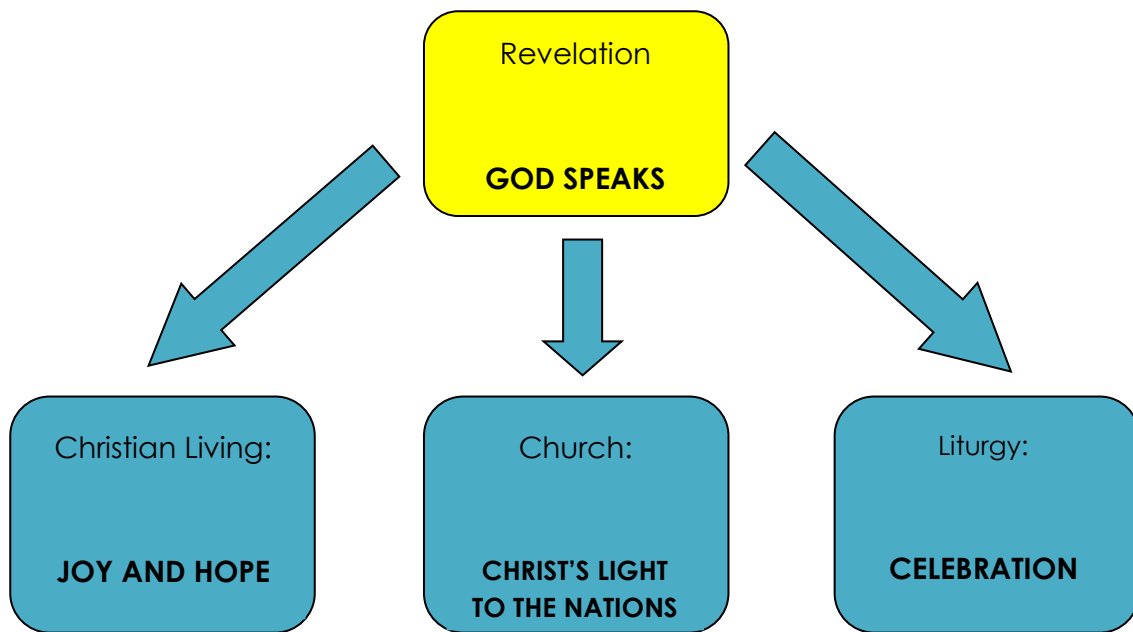 Revelation
GOD SPEAKS
Christian Living:
JOY AND HOPE
Church:
CHRIST’S LIGHT
TO THE NATIONS
Liturgy:
CELEBRATION